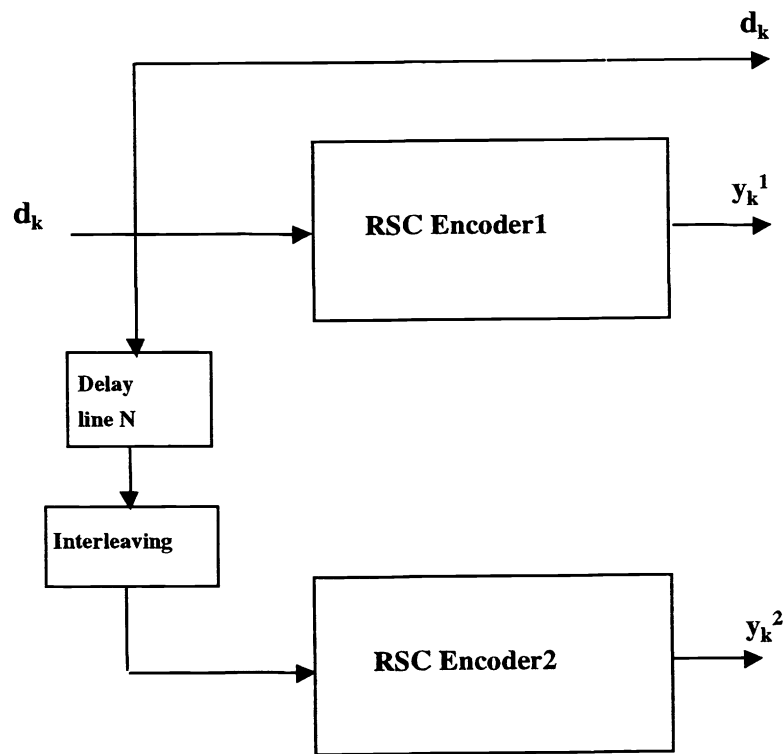 dₖ
yₖ¹
RSC Encoder1
dₖ
Delay
line N
Interleaving
yₖ²
RSC Encoder2